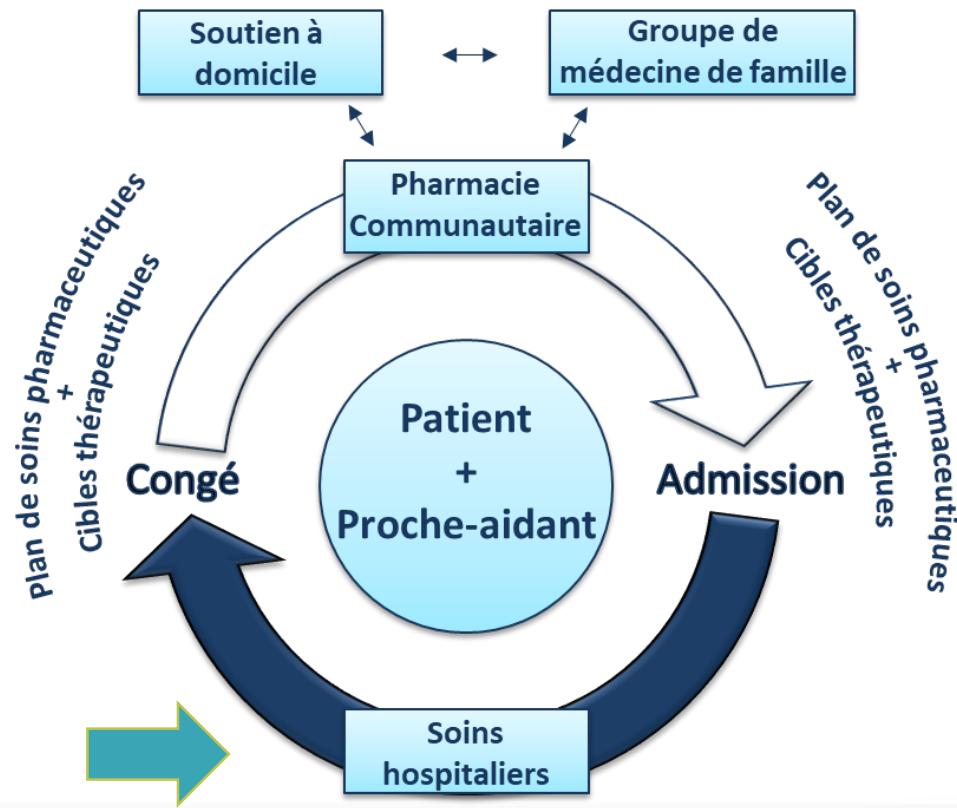 Soutien à
domicile
Groupe de
médecine de famille
Pharmacie
Communautaire
Plan de soins pharmaceutiques
+
Cibles thérapeutiques
Plan de soins pharmaceutiques
+
Cibles thérapeutiques
Patient
+
Proche-aidant
Congé
Admission
Soins
hospitaliers